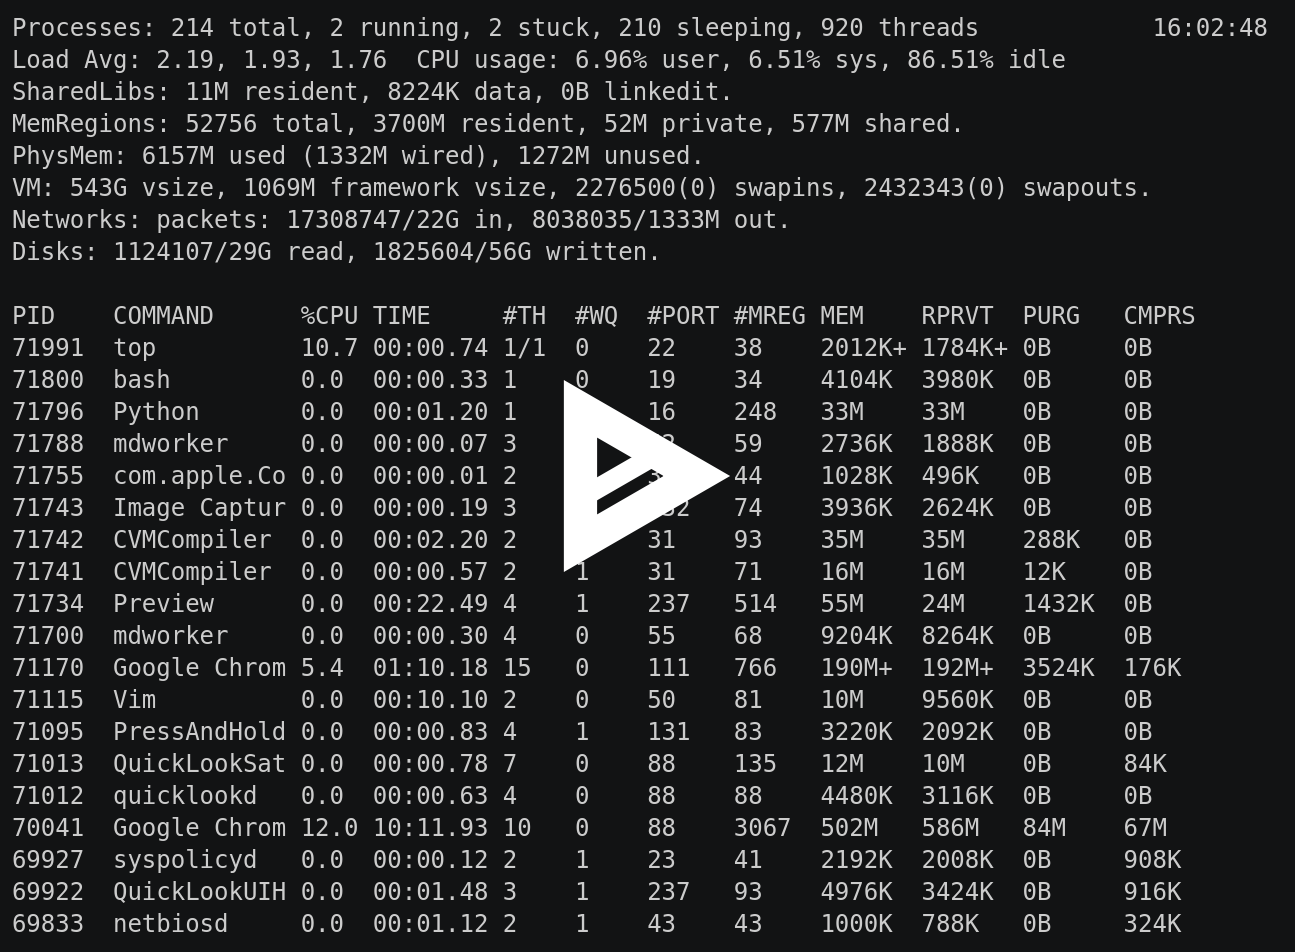 Processes: 214 total, 2 running, 2 stuck, 210 sleeping, 920 threads            16:02:48
Load Avg: 2.19, 1.93, 1.76  CPU usage: 6.96% user, 6.51% sys, 86.51% idle
SharedLibs: 11M resident, 8224K data, 0B linkedit.
MemRegions: 52756 total, 3700M resident, 52M private, 577M shared.
PhysMem: 6157M used (1332M wired), 1272M unused.
VM: 543G vsize, 1069M framework vsize, 2276500(0) swapins, 2432343(0) swapouts.
Networks: packets: 17308747/22G in, 8038035/1333M out.
Disks: 1124107/29G read, 1825604/56G written.
PID    COMMAND      %CPU TIME     #TH  #WQ  #PORT #MREG MEM    RPRVT  PURG   CMPRS
71991  top          10.7 00:00.74 1/1  0    22    38    2012K+ 1784K+ 0B     0B
71800  bash         0.0  00:00.33 1    0    19    34    4104K  3980K  0B     0B
71796  Python       0.0  00:01.20 1         16    248   33M    33M    0B     0B
71788  mdworker     0.0  00:00.07 3               59    2736K  1888K  0B     0B
71755  com.apple.Co 0.0  00:00.01 2               44    1028K  496K   0B     0B
71743  Image Captur 0.0  00:00.19 3               74    3936K  2624K  0B     0B
71742  CVMCompiler  0.0  00:02.20 2         31    93    35M    35M    288K   0B
71741  CVMCompiler  0.0  00:00.57 2    1    31    71    16M    16M    12K    0B
71734  Preview      0.0  00:22.49 4    1    237   514   55M    24M    1432K  0B
71700  mdworker     0.0  00:00.30 4    0    55    68    9204K  8264K  0B     0B
71170  Google Chrom 5.4  01:10.18 15   0    111   766   190M+  192M+  3524K  176K
71115  Vim          0.0  00:10.10 2    0    50    81    10M    9560K  0B     0B
71095  PressAndHold 0.0  00:00.83 4    1    131   83    3220K  2092K  0B     0B
71013  QuickLookSat 0.0  00:00.78 7    0    88    135   12M    10M    0B     84K
71012  quicklookd   0.0  00:00.63 4    0    88    88    4480K  3116K  0B     0B
70041  Google Chrom 12.0 10:11.93 10   0    88    3067  502M   586M   84M    67M
69927  syspolicyd   0.0  00:00.12 2    1    23    41    2192K  2008K  0B     908K
69922  QuickLookUIH 0.0  00:01.48 3    1    237   93    4976K  3424K  0B     916K
69833  netbiosd     0.0  00:01.12 2    1    43    43    1000K  788K   0B     324K